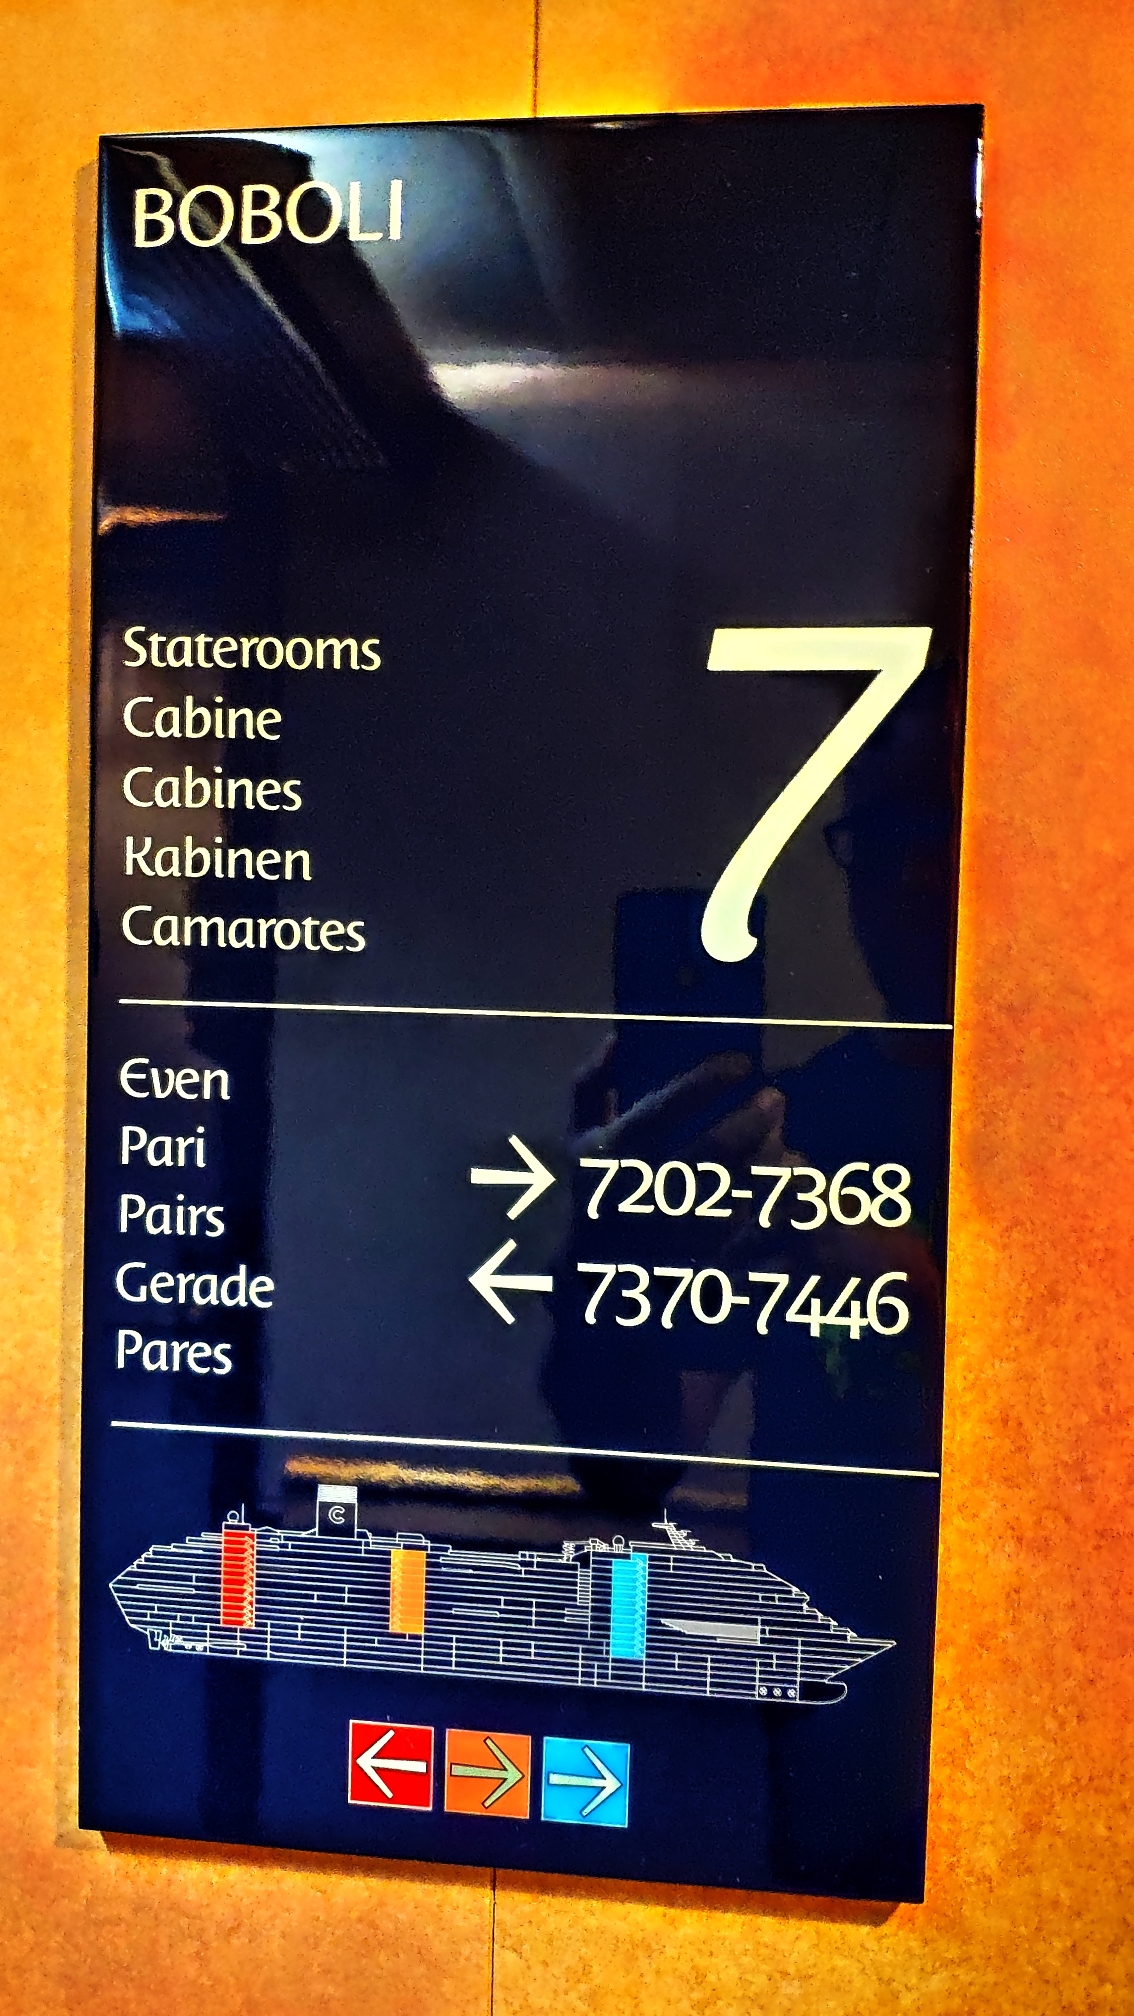 BOBOLI
Staterooms
Cabine
Cabines
Kabinen
Camarotes
7
Even
Pari
Pairs
Gerade
Pares
→ 7202-7368
← 7370-7446
C
← → →